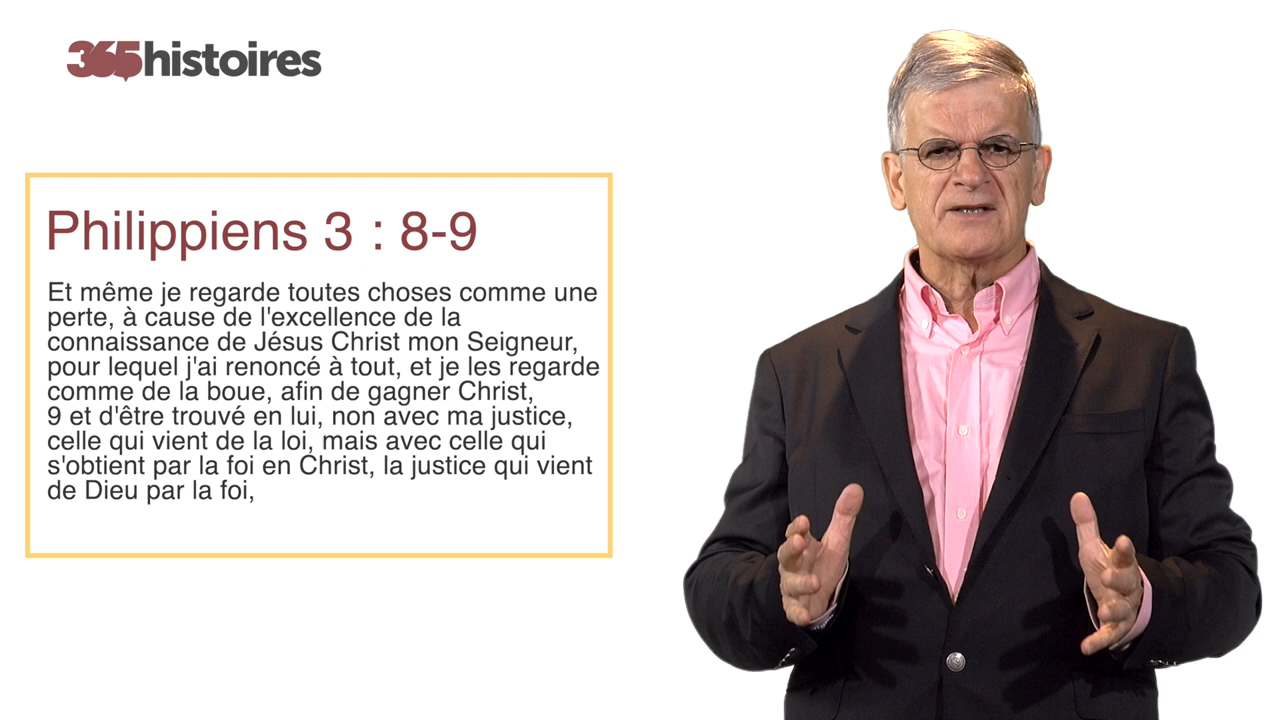 365histoires
Philippiens 3 : 8-9
Et même je regarde toutes choses comme une
perte, à cause de l'excellence de la
connaissance de Jésus Christ mon Seigneur,
pour lequel j'ai renoncé à tout, et je les regarde
comme de la boue, afin de gagner Christ,
9 et d'être trouvé en lui, non avec ma justice,
celle qui vient de la loi, mais avec celle qui
s'obtient par la foi en Christ, la justice qui vient
de Dieu par la foi,